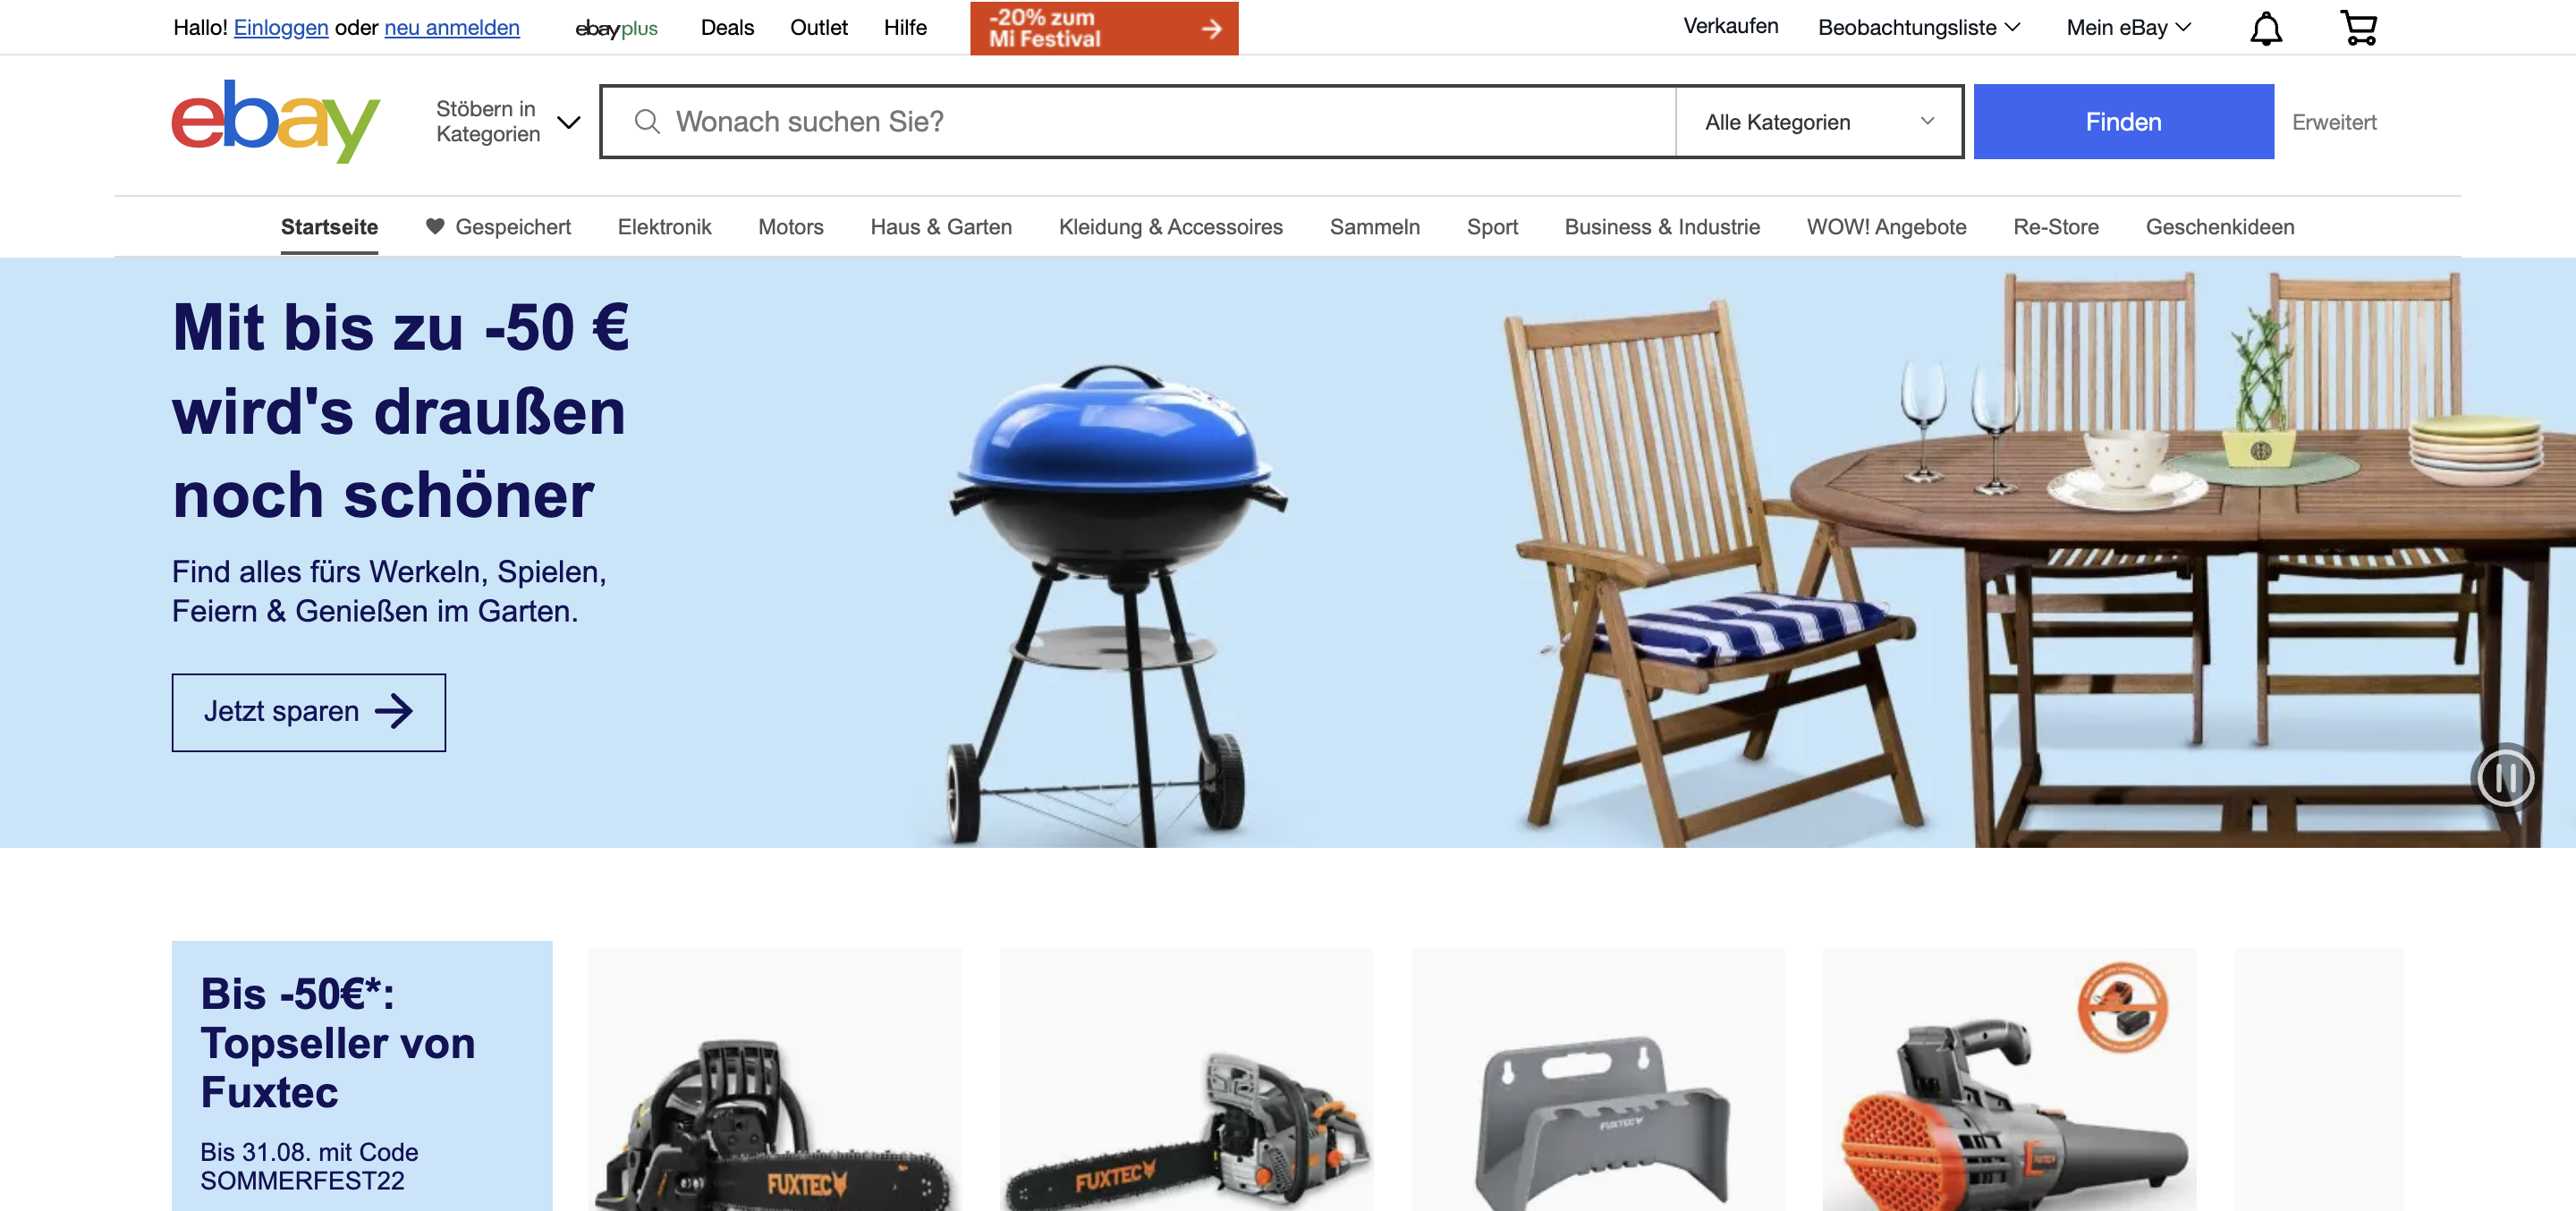 Hallo! Einloggen oder neu anmelden
ebayplus
Deals
Outlet
Hilfe
-20% zum
Mi Festival
Verkaufen
Beobachtungsliste
Mein eBay
ebay
Stöbern in
Kategorien
Wonach suchen Sie?
Alle Kategorien
Finden
Erweitert
Startseite
Gespeichert
Elektronik
Motors
Haus & Garten
Kleidung & Accessoires
Sammeln
Sport
Business & Industrie
WOW! Angebote
Re-Store
Geschenkideen
Mit bis zu -50 €
wird's draußen
noch schöner
Find alles fürs Werkeln, Spielen,
Feiern & Genießen im Garten.
Jetzt sparen
Bis -50€*:
Topseller von
Fuxtec
Bis 31.08. mit Code
SOMMERFEST22
FUXTEC
FUXTEC
FUXTEC
FUXTEC